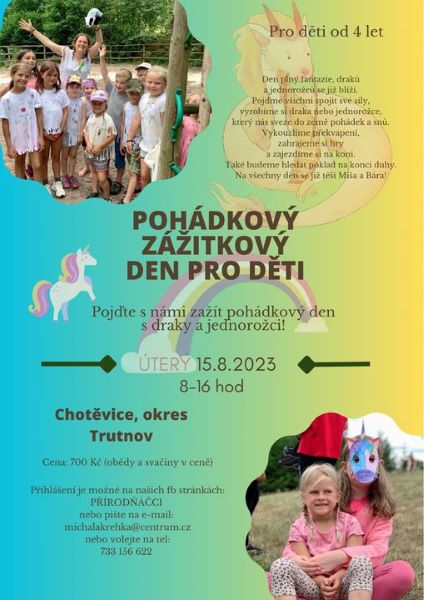 Pro děti od 4 let
Den plný fantazie, draků
a jednorožců se již blíží.
Pojďme všichni spojit své síly,
vyrobíme si draka nebo jednorožce,
který nás sveze do země pohádek a snů.
Vykouzlíme překvapení,
zahrajeme si hry
a zajezdíme si na koni.
Také budeme hledat poklad na konci duhy.
Na všechny děti se již těší Míša a Bára!
POHÁDKOVÝ
ZÁŽITKOVÝ
DEN PRO DĚTI
Pojďte s námi zažít pohádkový den
s draky a jednorožci!
ÚTERÝ 15.8.2023
8-16 hod
Chotěvice, okres
Trutnov
Cena: 700 Kč (obědy a svačiny v ceně)
Přihlášení je možné na našich fb stránkách:
PŘÍRODŇÁČCI
nebo pište na e-mail:
michalakrehka@centrum.cz
nebo volejte na tel:
733 156 622